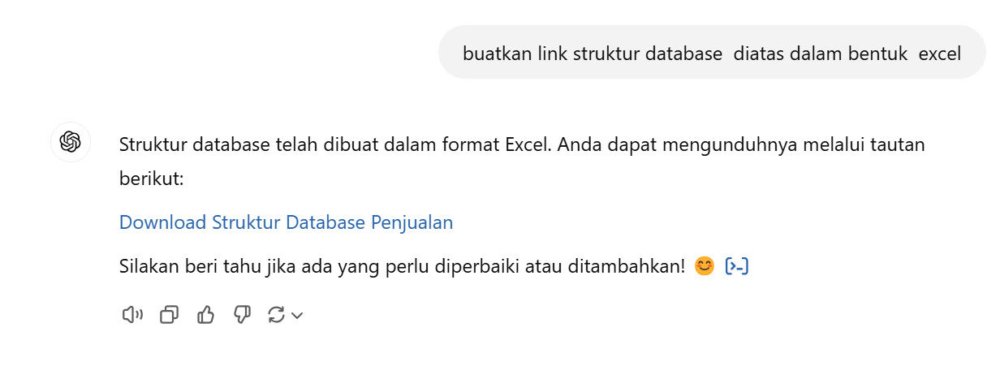 buatkan link struktur database  diatas dalam bentuk  excel
Struktur database telah dibuat dalam format Excel. Anda dapat mengunduhnya melalui tautan
berikut:
Download Struktur Database Penjualan
Silakan beri tahu jika ada yang perlu diperbaiki atau ditambahkan! 😊